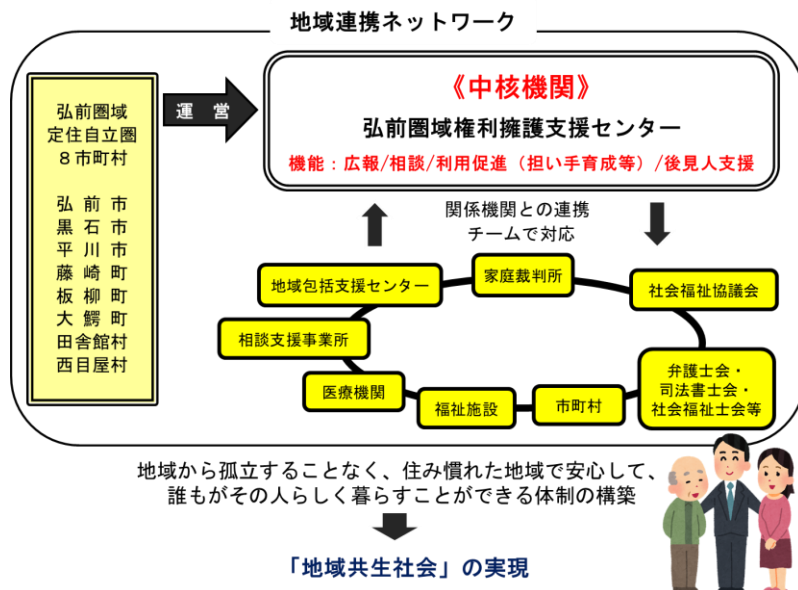 地域連携ネットワーク
弘前圏域
定住自立圏
８市町村
弘前市
黒石市
平川市
藤崎町
板柳町
大鰐町
田舎館村
西目屋村
運　営
《中核機関》
弘前圏域権利擁護支援センター
機能：広報/相談/利用促進（担い手育成等）/後見人支援
関係機関との連携
チームで対応
家庭裁判所
地域包括支援センター
社会福祉協議会
相談支援事業所
弁護士会・
司法書士会・
社会福祉士会等
医療機関
福祉施設
市町村
地域から孤立することなく、住み慣れた地域で安心して、
誰もがその人らしく暮らすことができる体制の構築
「地域共生社会」の実現